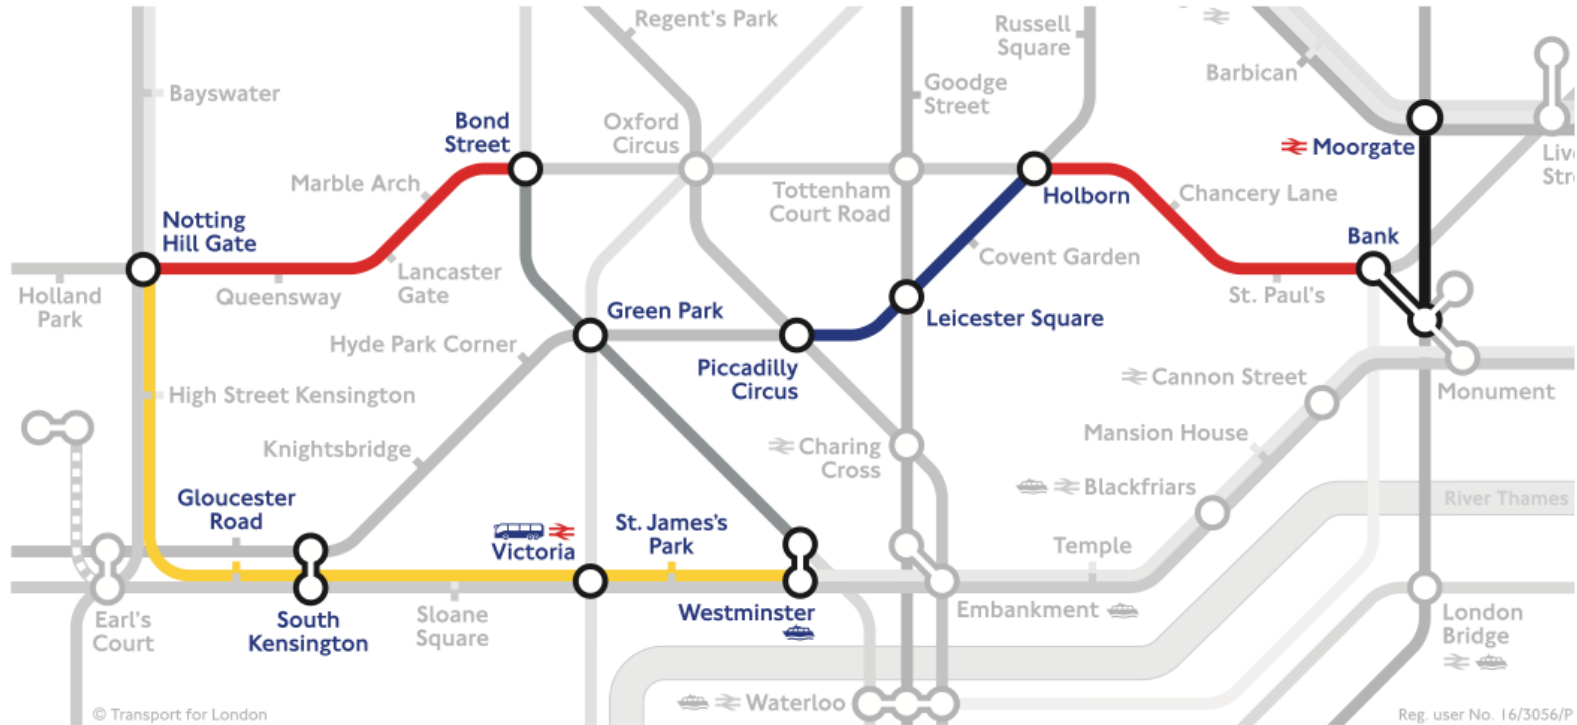 Regent's Park
Russell
Square
Bayswater
Goodge
Street
Barbican
Bond
Street
Oxford
Circus
Moorgate
Marble Arch
Tottenham
Court Road
Holborn
Chancery Lane
Liv
Str
Notting
Hill Gate
Bank
Holland
Park
Queensway
Lancaster
Gate
Covent Garden
St. Paul's
Green Park
Leicester Square
Hyde Park Corner
Piccadilly
Circus
Cannon Street
Monument
High Street Kensington
Knightsbridge
Charing
Cross
Mansion House
Blackfriars
River Thames
Gloucester
Road
Victoria
St. James's
Park
Temple
Earl's
Court
South
Kensington
Sloane
Square
Westminster
Embankment
London
Bridge
Waterloo
© Transport for London
Reg. user No. 16/3056/P